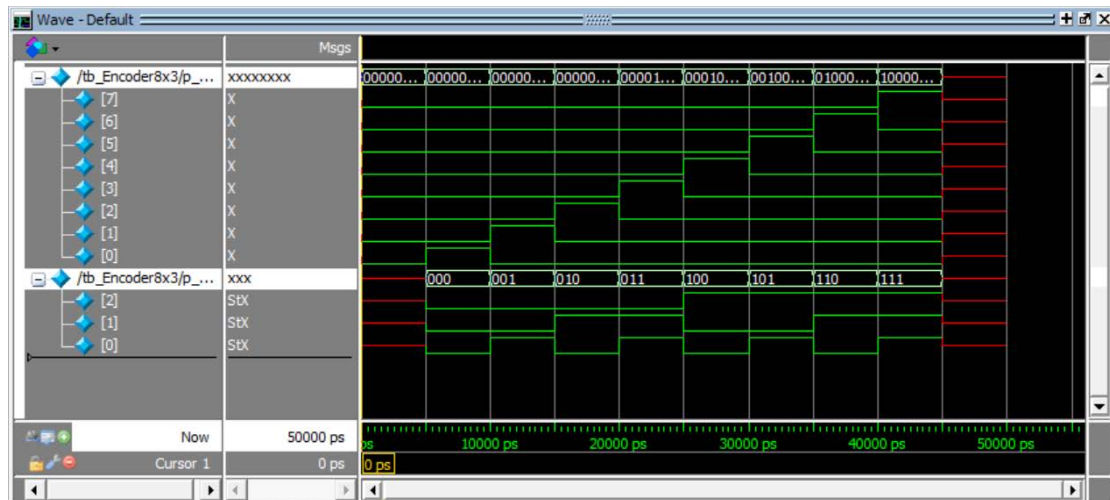 Wave - Default
Msgs
/tb_Encoder8x3/p_... xxxxxxxx 00000... 00000... 00000... 00000... 00001... 00010... 00100... 01000... 10000...
[7] X
[6] X
[5] X
[4] X
[3] X
[2] X
[1] X
[0] X
/tb_Encoder8x3/p_... xxx 000 001 010 011 100 101 110 111
[2] StX
[1] StX
[0] StX
Now 50000 ps ps 10000 ps 20000 ps 30000 ps 40000 ps 50000 ps
Cursor 1 0 ps 0 ps